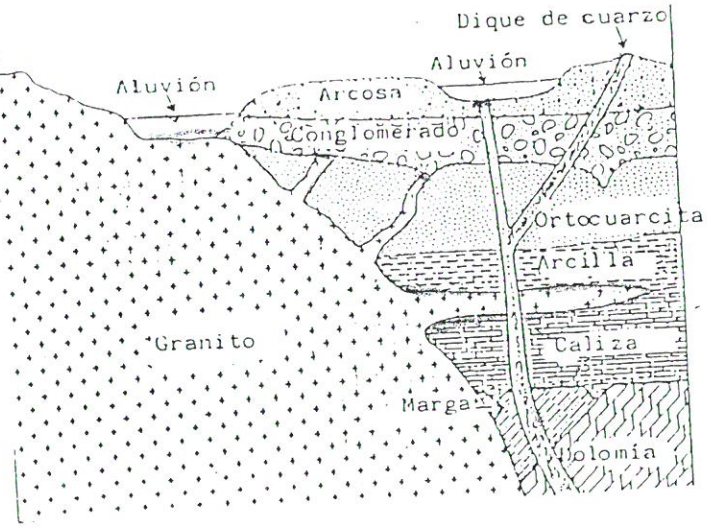 Dique de cuarzo
Aluvión
Aluvión
Arcosa
Conglomerado
Ortocuarcita
Arcilla
Granito
Caliza
Marga
Dolomía